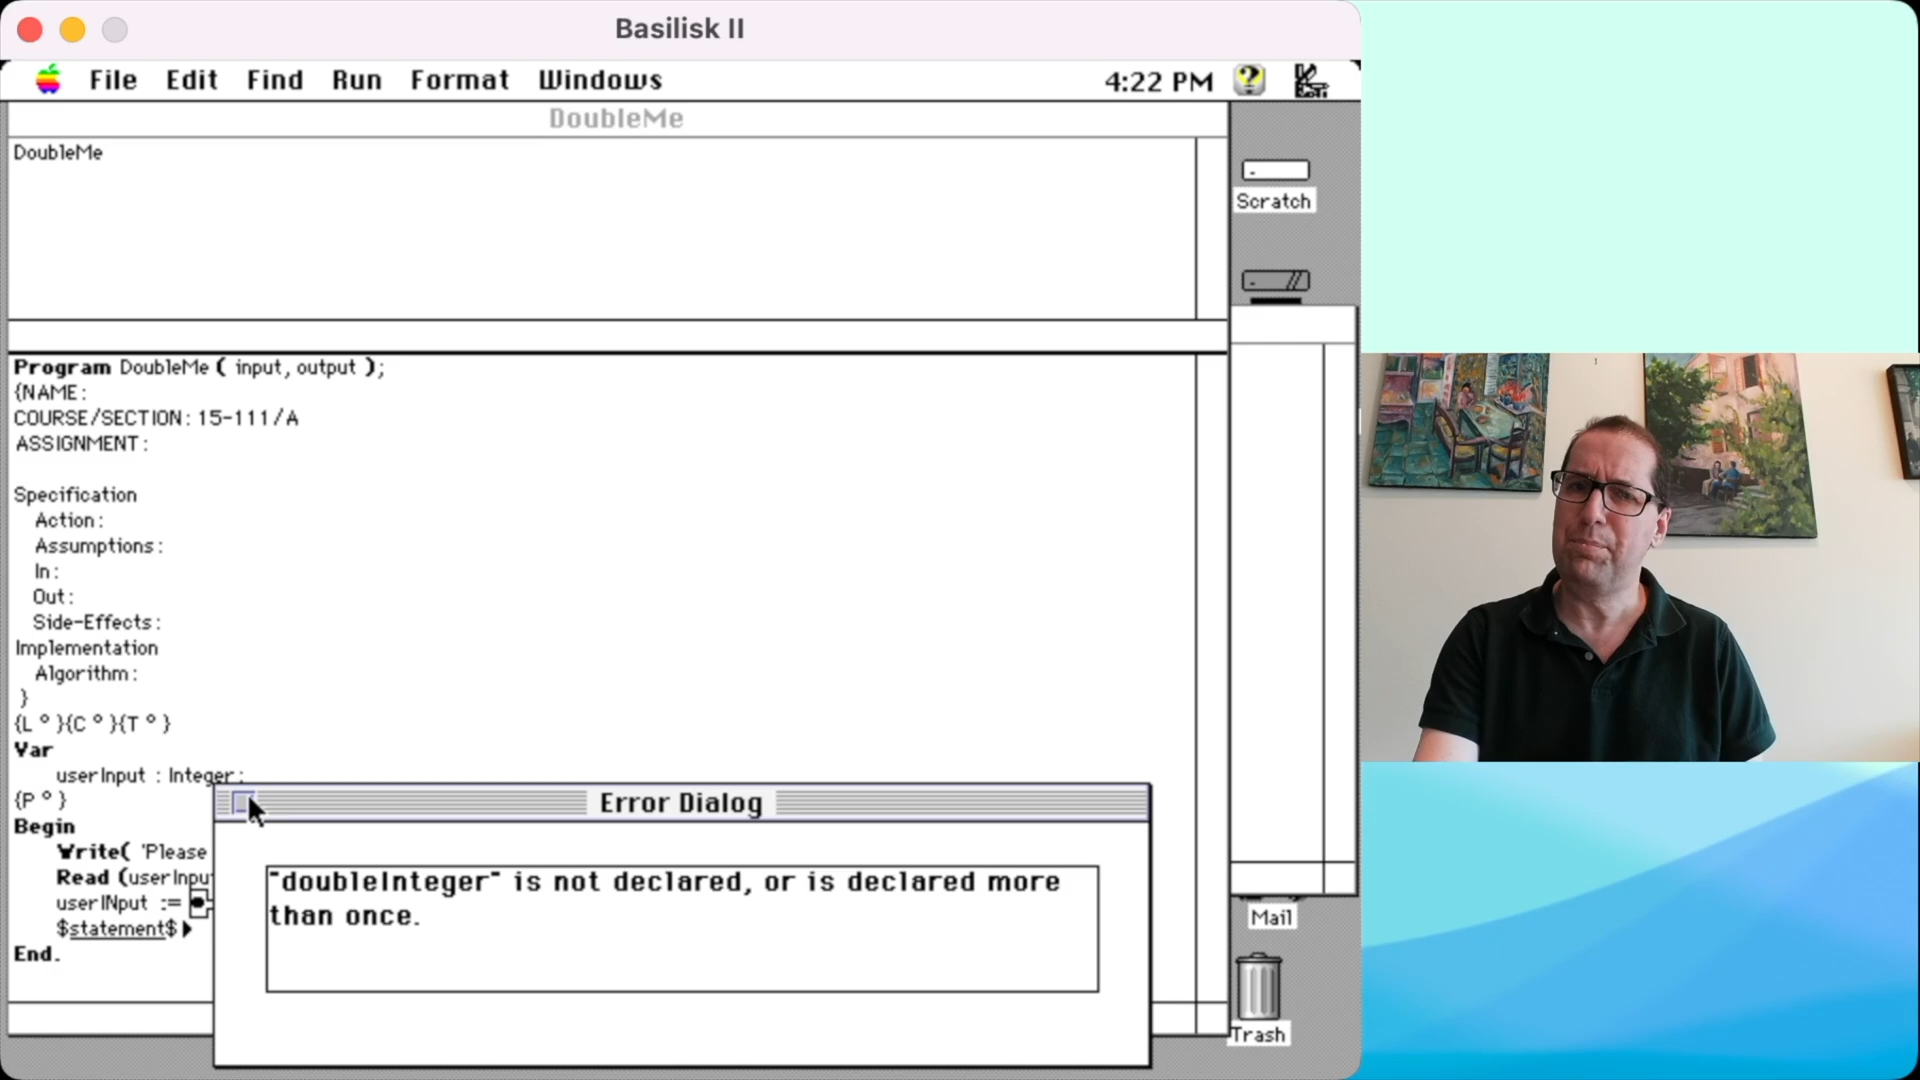 Basilisk II
File Edit Find Run Format Windows 4:22 PM
DoubleMe
DoubleMe
Scratch
Program DoubleMe ( input, output );
{NAME:
COURSE/SECTION: 15-111/A
ASSIGNMENT:
Specification
Action:
Assumptions:
In:
Out:
Side-Effects:
Implementation
Algorithm:
}
{L °}{C °}{T °}
Var
userInput : Integer;
{P °}
Begin
Write( 'Please
Read (userInpu
userINput :=
$statement$
End.
Error Dialog
"doubleInteger" is not declared, or is declared more
than once.
Mail
Trash